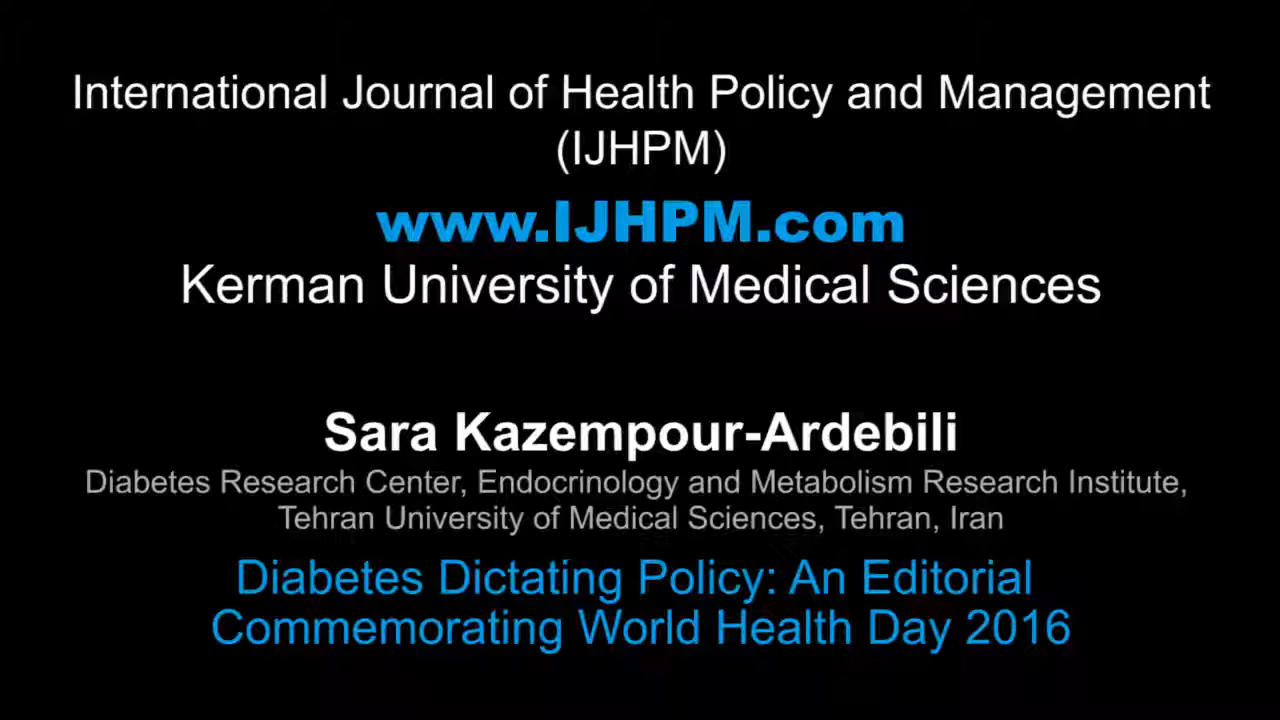 International Journal of Health Policy and Management
(IJHPM)
www.IJHPM.com
Kerman University of Medical Sciences
Sara Kazempour-Ardebili
Diabetes Research Center, Endocrinology and Metabolism Research Institute,
Tehran University of Medical Sciences, Tehran, Iran
Diabetes Dictating Policy: An Editorial
Commemorating World Health Day 2016